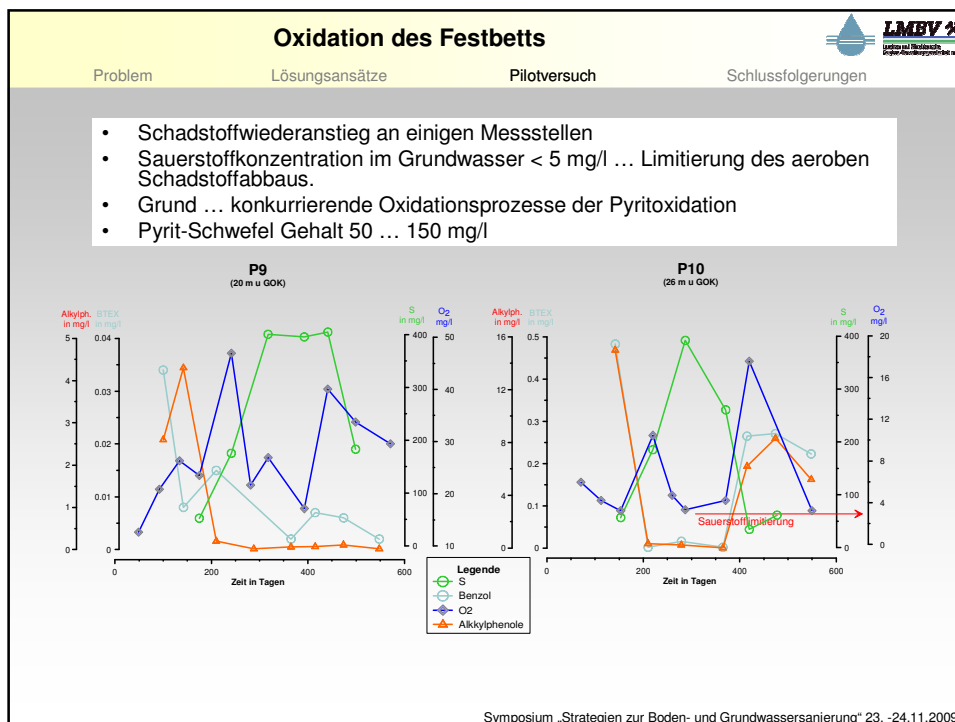 Oxidation des Festbetts
LMBV
Problem Lösungsansätze Pilotversuch Schlussfolgerungen
• Schadstoffwiederanstieg an einigen Messstellen
• Sauerstoffkonzentration im Grundwasser < 5 mg/l … Limitierung des aeroben
Schadstoffabbaus.
• Grund … konkurrierende Oxidationsprozesse der Pyritoxidation
• Pyrit-Schwefel Gehalt 50 … 150 mg/l
P9
(20 m u GOK)
Alkylph. in mg/l
BTEX in mg/l
S in mg/l
O2 mg/l
5
4
3
2
1
0
0.04
0.03
0.02
0.01
0
400
300
200
100
0
50
40
30
20
10
0 200 400 600
Zeit in Tagen
P10
(26 m u GOK)
Alkylph. in mg/l
BTEX in mg/l
S in mg/l
O2 mg/l
16
12
8
4
0
0.5
0.3
0.2
0.1
0
400
300
200
100
0
20
16
12
8
4
0
Sauerstofflimitierung
0 200 400 600
Zeit in Tagen
Legende
S
Benzol
O2
Alkkylphenole
Symposium „Strategien zur Boden- und Grundwassersanierung“ 23. -24.11.2009